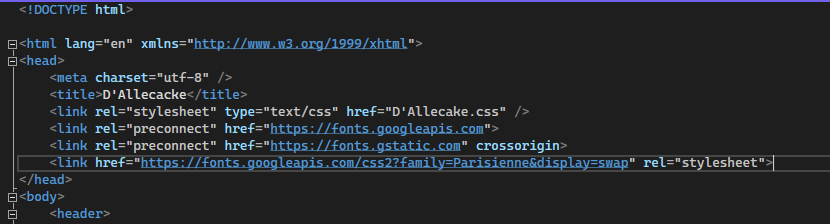 <!DOCTYPE html>
<html lang="en" xmlns="http://www.w3.org/1999/xhtml">
<head>
<meta charset="utf-8" />
<title>D'Allecacke</title>
<link rel="stylesheet" type="text/css" href="D'Allecake.css" />
<link rel="preconnect" href="https://fonts.googleapis.com">
<link rel="preconnect" href="https://fonts.gstatic.com" crossorigin>
<link href="https://fonts.googleapis.com/css2?family=Parisienne&display=swap" rel="stylesheet">
</head>
<body>
<header>